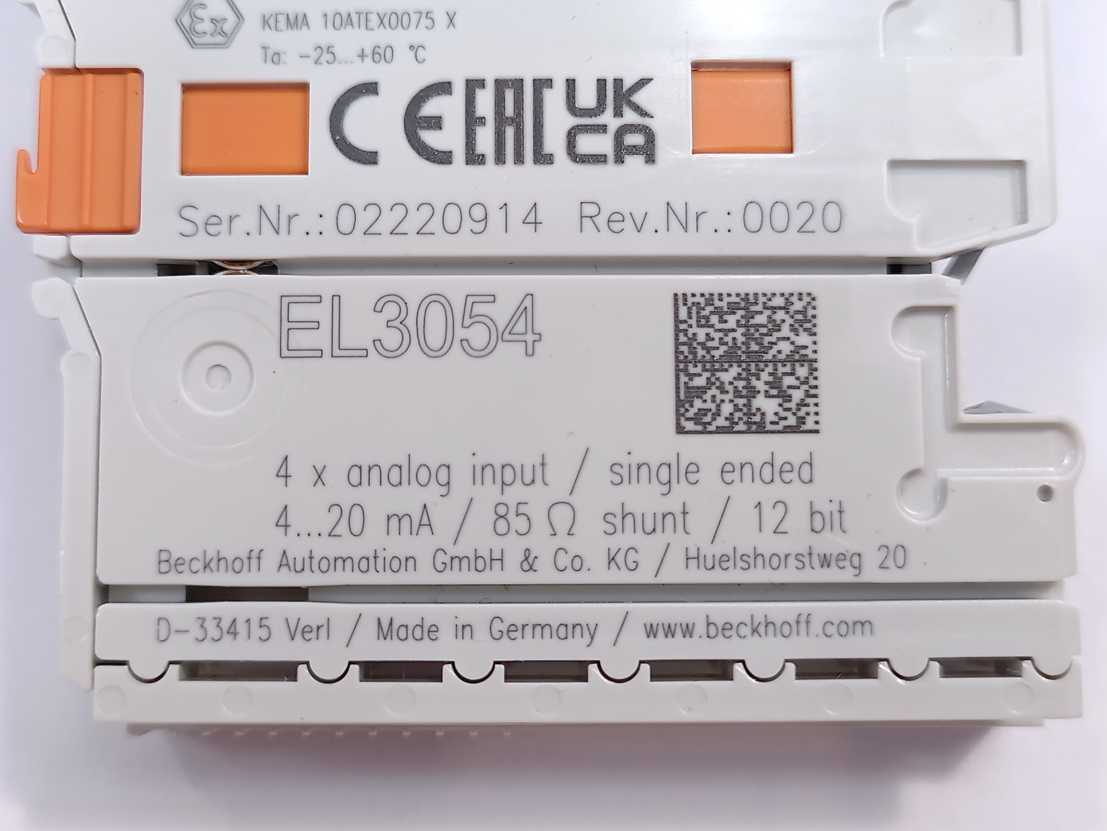 Ex
KEMA 10ATEX0075 X
Ta: -25...+60 °C
CE EAC UK CA
Ser.Nr.:02220914 Rev.Nr.:0020
EL3054
4 x analog input / single ended
4...20 mA / 85 Ω shunt / 12 bit
Beckhoff Automation GmbH & Co. KG / Huelshorstweg 20
D-33415 Verl / Made in Germany / www.beckhoff.com